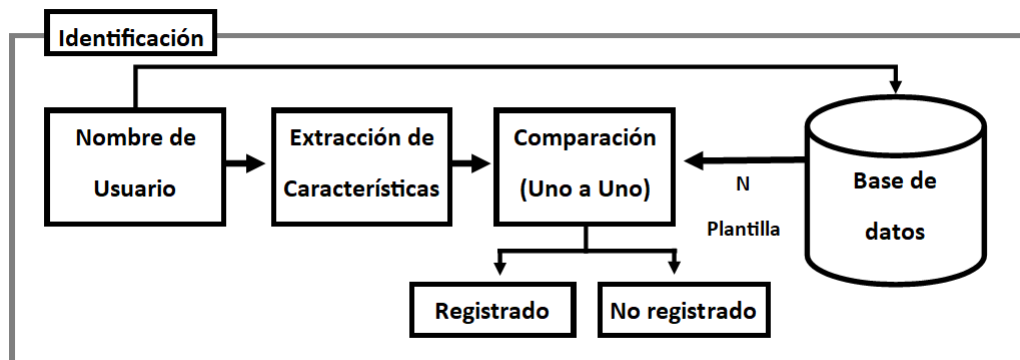 Identificación
Nombre de
Usuario
Extracción de
Características
Comparación
(Uno a Uno)
N
Plantilla
Base de
datos
Registrado
No registrado